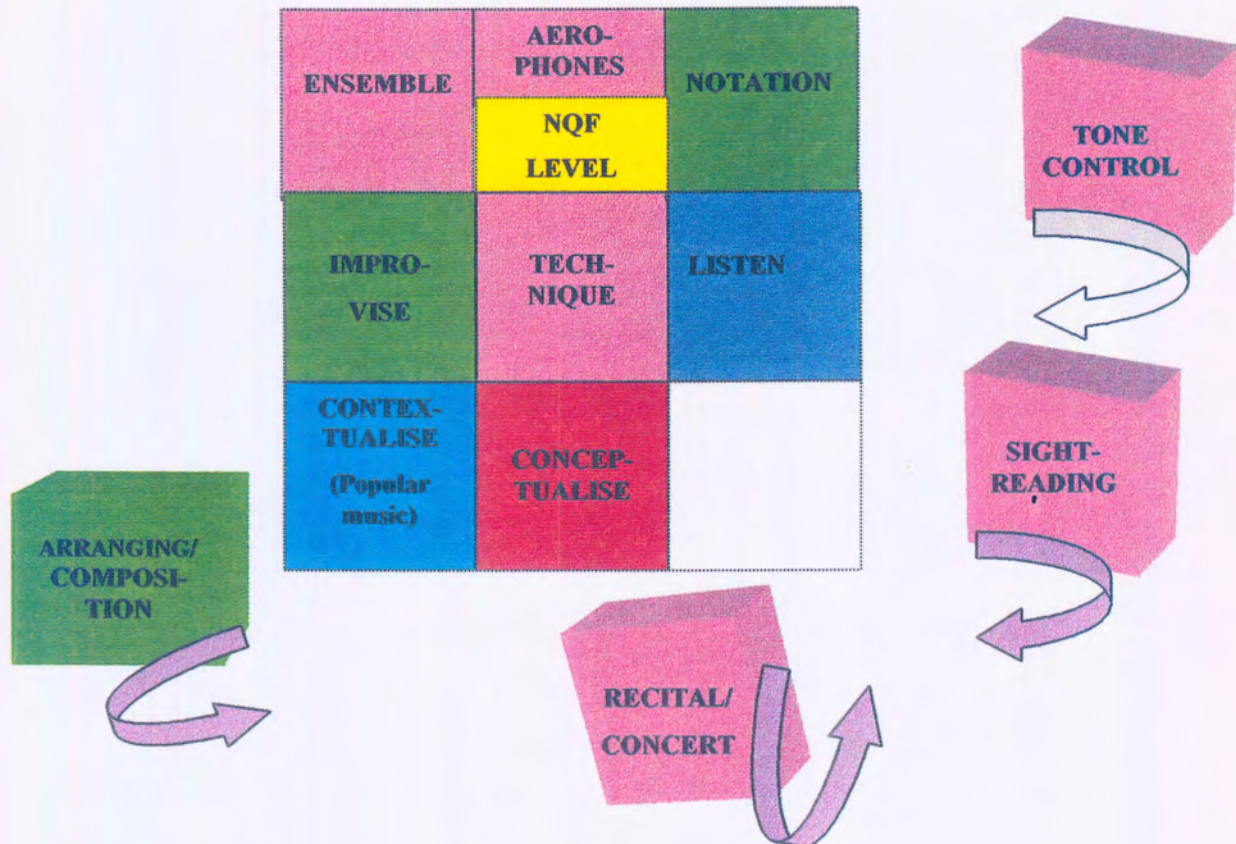 ENSEMBLE
AERO-
PHONES
NQF
LEVEL
NOTATION
TONE
CONTROL
IMPRO-
VISE
TECH-
NIQUE
LISTEN
CONTEX-
TUALISE
(Popular
music)
CONCEP-
TUALISE
SIGHT-
READING
ARRANGING/
COMPOSI-
TION
RECITAL/
CONCERT